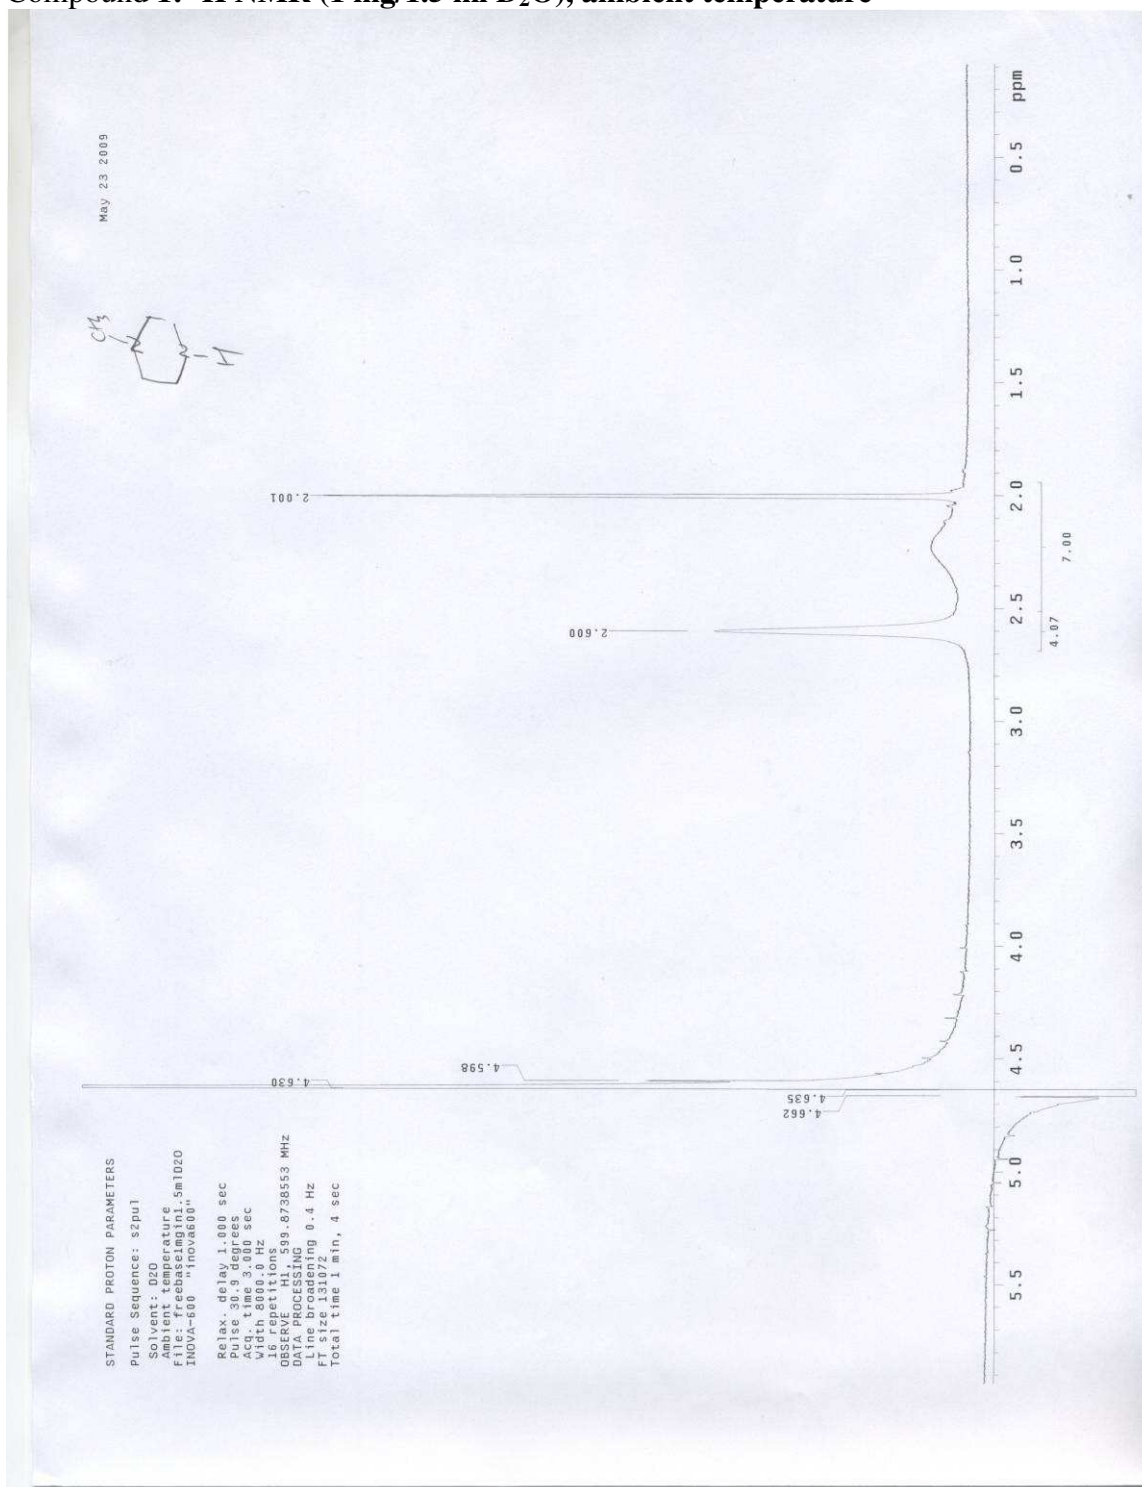 Compound 1. ¹H NMR (1 mg/1.5 ml D₂O), ambient temperature
May 23 2009
CH3
N
N-H
STANDARD PROTON PARAMETERS
Pulse Sequence: s2pul
Solvent: D2O
Ambient temperature
File: freebase1mgin1.5mlD2O
INOVA-600 "inova600"
Relax. delay 1.000 sec
Pulse 30.9 degrees
Acq. time 3.000 sec
Width 8000.0 Hz
16 repetitions
OBSERVE H1, 599.8738553 MHz
DATA PROCESSING
Line broadening 0.4 Hz
FT size 131072
Total time 1 min, 4 sec
4.662
4.635
4.630
4.598
2.600
2.001
5.5 5.0 4.5 4.0 3.5 3.0 2.5 2.0 1.5 1.0 0.5 ppm
4.07
7.00